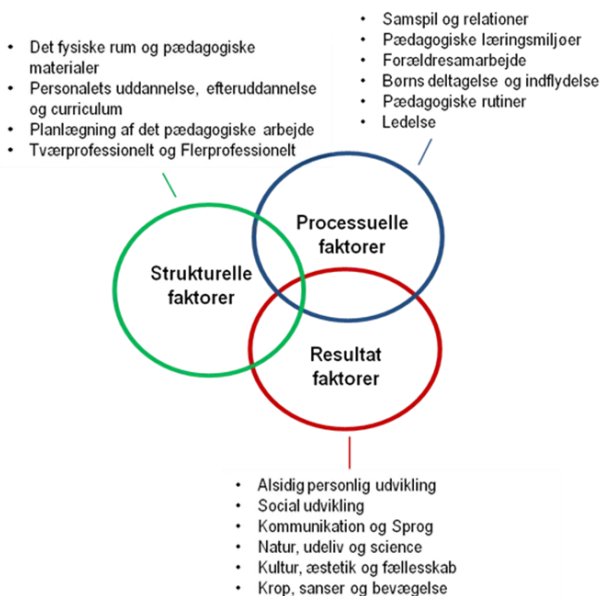 • Det fysiske rum og pædagogiske
materialer
• Personalets uddannelse, efteruddannelse
og curriculum
• Planlægning af det pædagogiske arbejde
• Tværprofessionelt og Flerprofessionelt
• Samspil og relationer
• Pædagogiske læringsmiljøer
• Forældresamarbejde
• Børns deltagelse og indflydelse
• Pædagogiske rutiner
• Ledelse
Processuelle
faktorer
Strukturelle
faktorer
Resultat
faktorer
• Alsidig personlig udvikling
• Social udvikling
• Kommunikation og Sprog
• Natur, udeliv og science
• Kultur, æstetik og fællesskab
• Krop, sanser og bevægelse